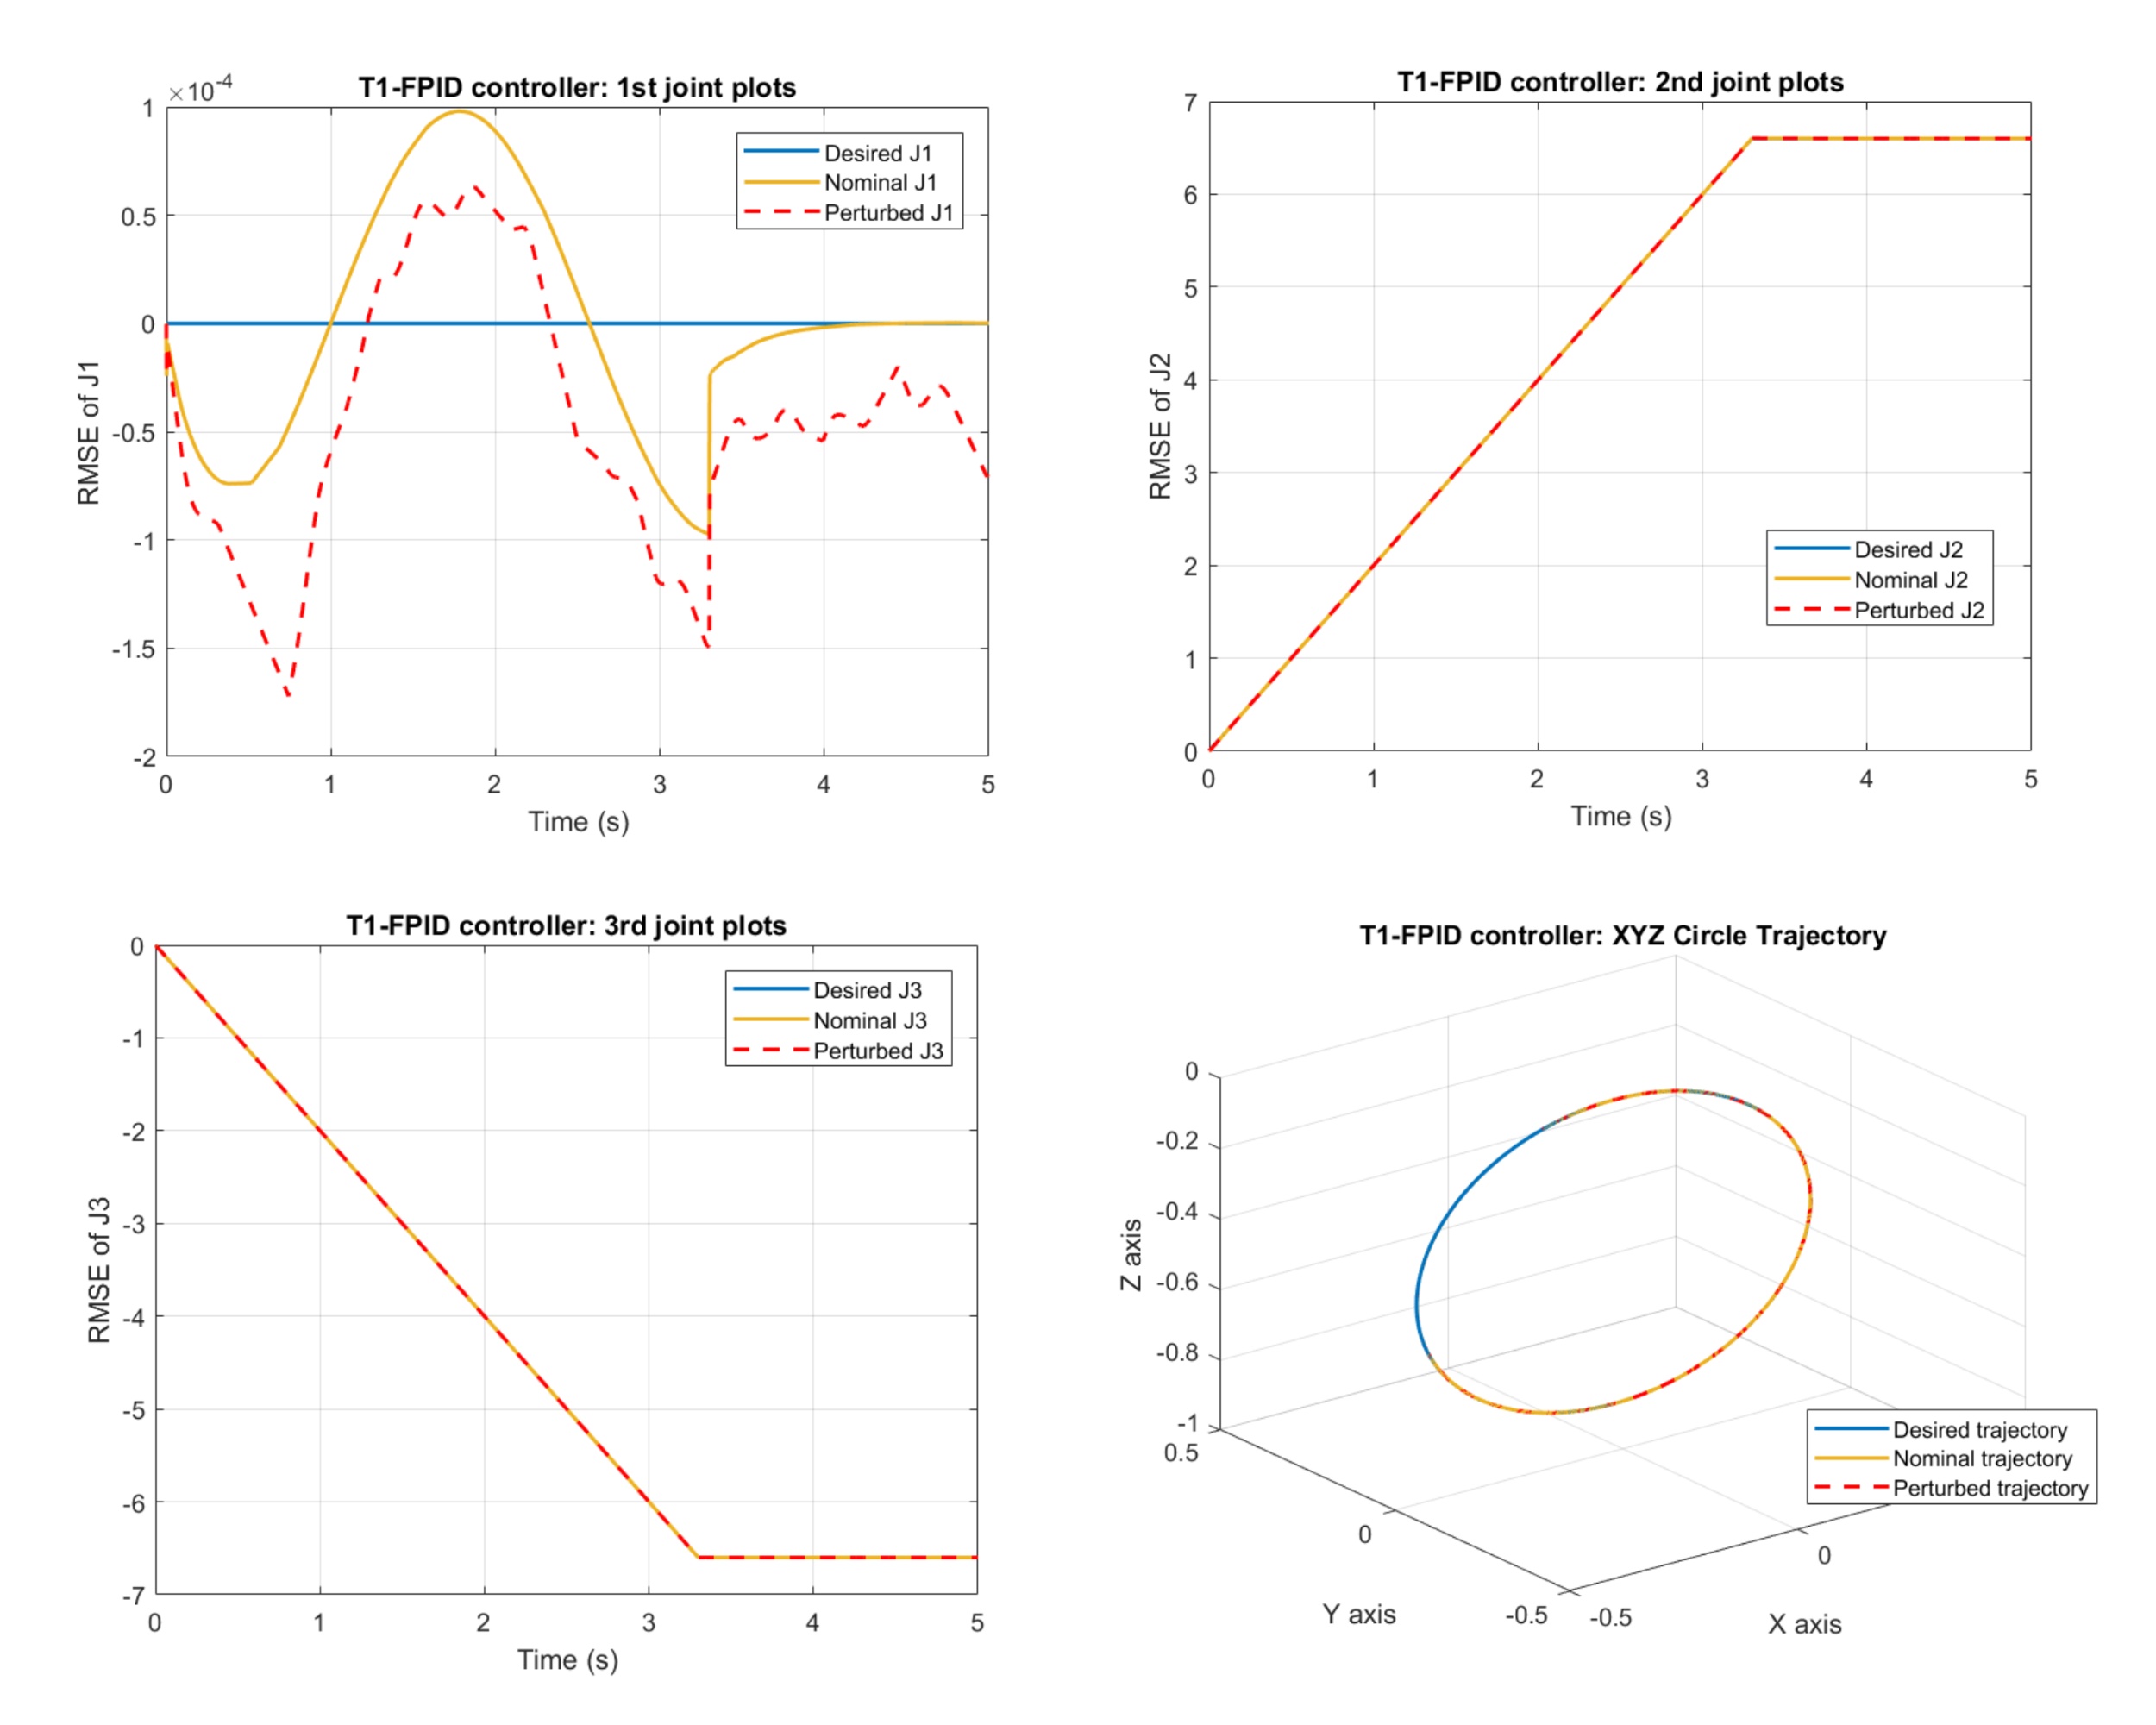 T1-FPID controller: 1st joint plots
×10-4
1
0.5
0
-0.5
-1
-1.5
-2
RMSE of J1
0 1 2 3 4 5
Time (s)
Desired J1
Nominal J1
Perturbed J1
T1-FPID controller: 2nd joint plots
7
6
5
4
3
2
1
0
RMSE of J2
0 1 2 3 4 5
Time (s)
Desired J2
Nominal J2
Perturbed J2
T1-FPID controller: 3rd joint plots
0
-1
-2
-3
-4
-5
-6
-7
RMSE of J3
0 1 2 3 4 5
Time (s)
Desired J3
Nominal J3
Perturbed J3
T1-FPID controller: XYZ Circle Trajectory
0
-0.2
-0.4
-0.6
-0.8
-1
Z axis
0.5
0
-0.5
Y axis
-0.5
0
X axis
Desired trajectory
Nominal trajectory
Perturbed trajectory